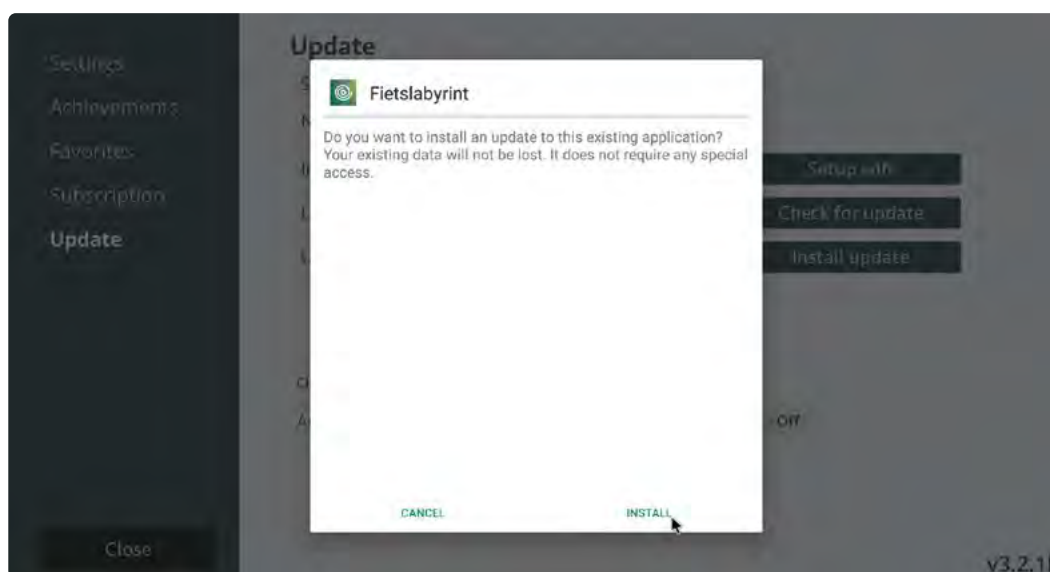 Update
Settings
Achievements
Favorites
Subscription
Update
Close
Fietslabyrint
Do you want to install an update to this existing application?
Your existing data will not be lost. It does not require any special
access.
CANCEL
INSTALL
Setup wifi
Check for update
Install update
Off